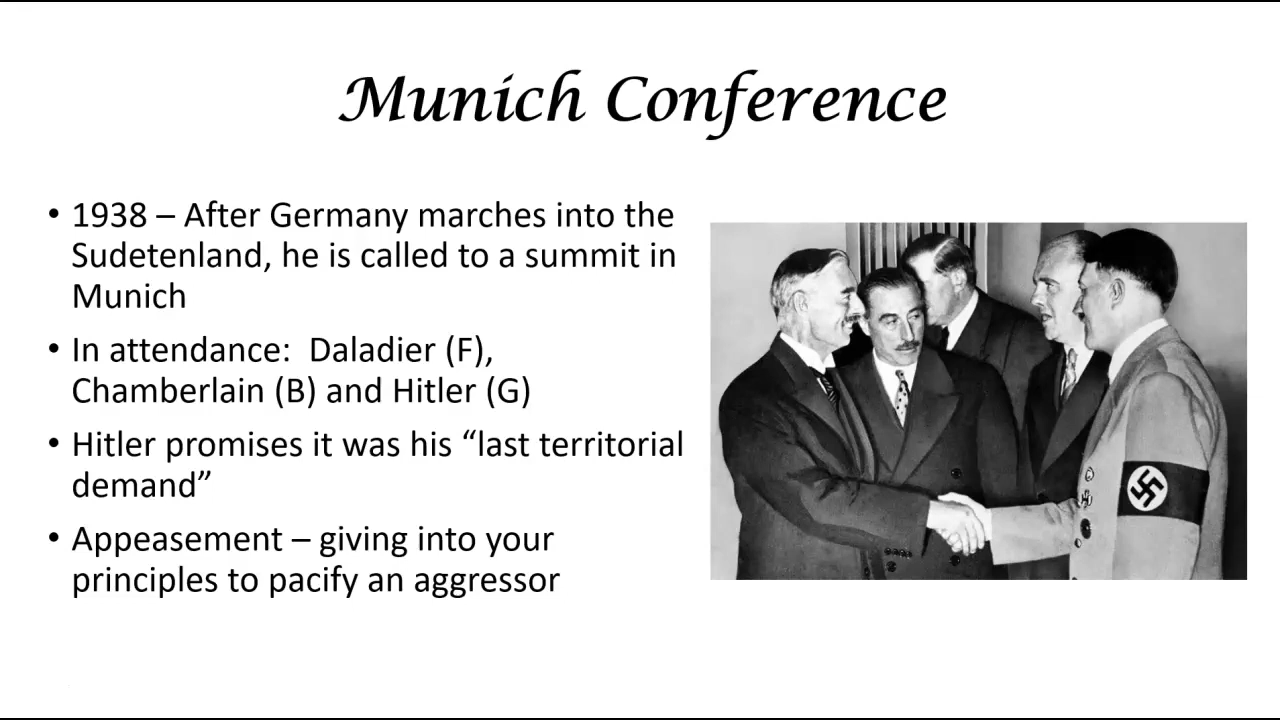 Munich Conference
• 1938 – After Germany marches into the
Sudetenland, he is called to a summit in
Munich
• In attendance:  Daladier (F),
Chamberlain (B) and Hitler (G)
• Hitler promises it was his “last territorial
demand”
• Appeasement – giving into your
principles to pacify an aggressor